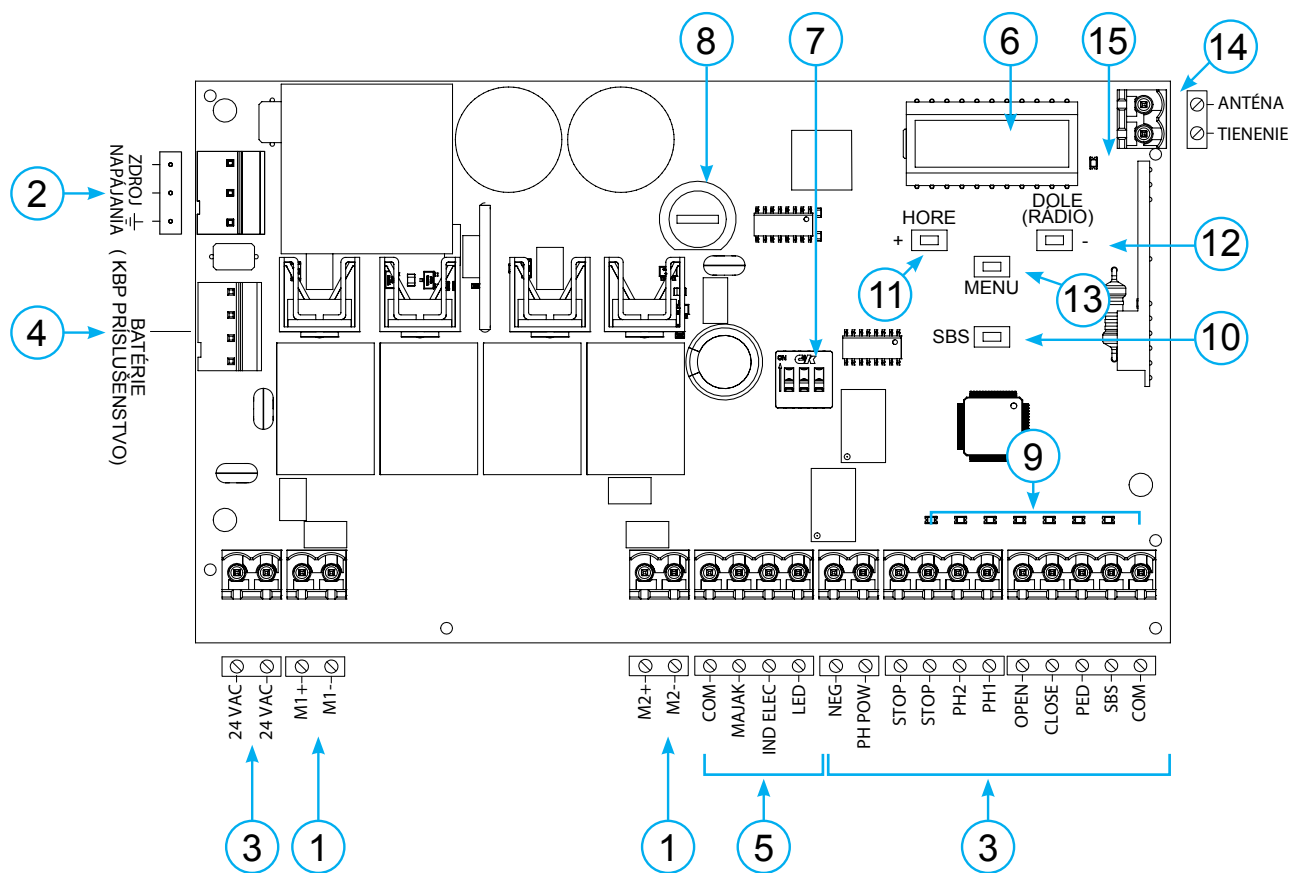 8
7
6
15
14
ANTÉNA
TIENENIE
2
ZDROJ
NAPÁJANIA
HORE
+
DOLE
(RÁDIO)
-
12
11
MENU
13
4
BATÉRIE
( KBP PRÍSLUŠENSTVO)
SBS
10
ON
9
24 VAC
24 VAC
M1+
M1-
M2+
M2-
COM
MAJAK
IND ELEC
LED
NEG
PH POW
STOP
STOP
PH2
PH1
OPEN
CLOSE
PED
SBS
COM
3
1
1
5
3